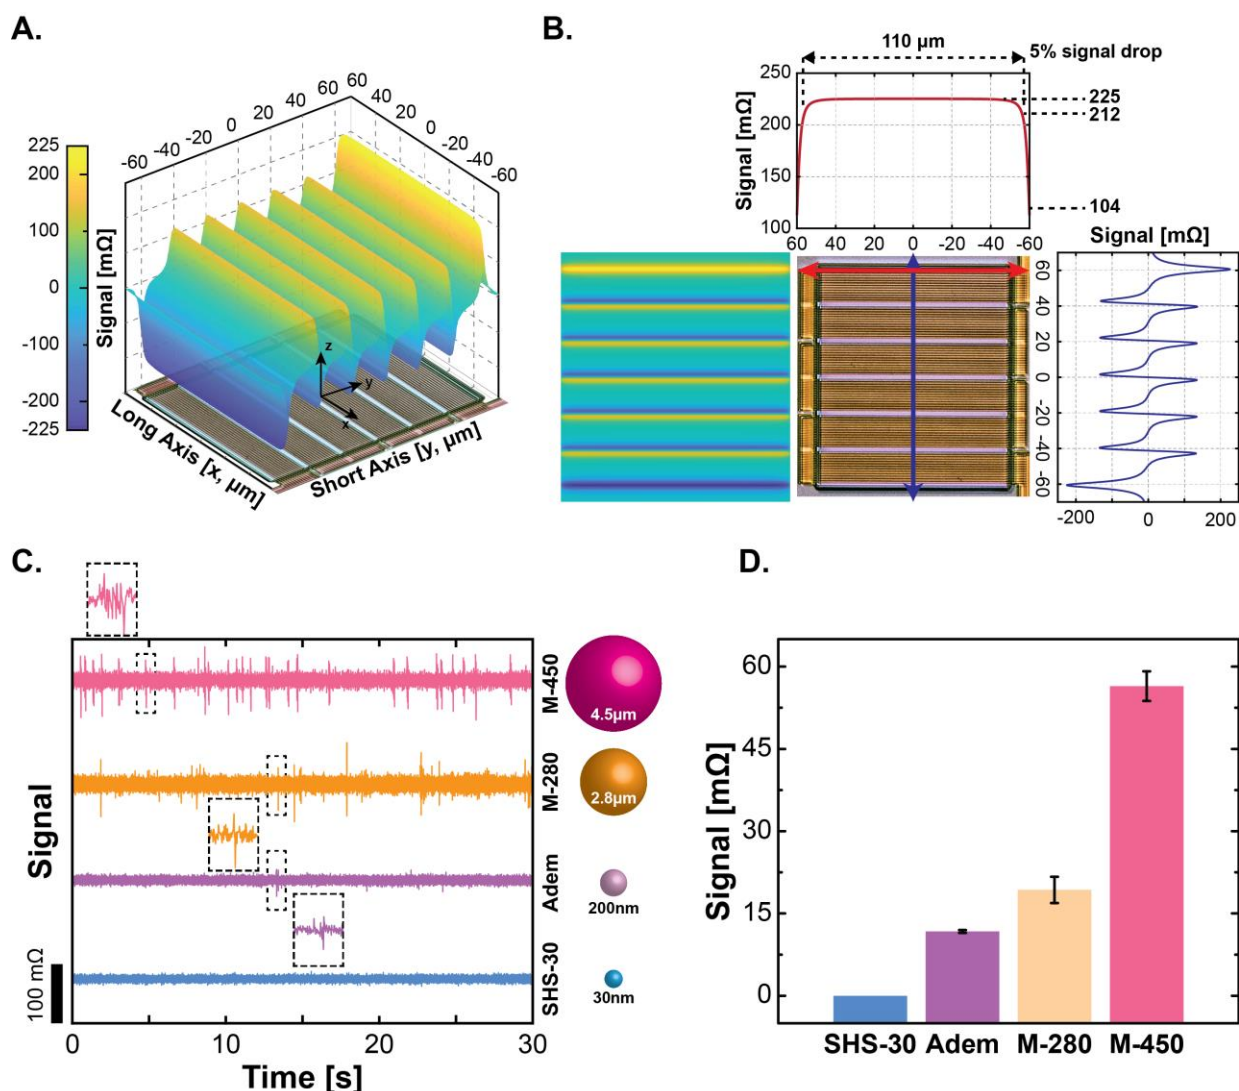 A.
60
40
20
0
-20
-40
-60
60
40
20
0
-20
-40
-60
225
200
100
0
-100
-200
-225
Signal [mΩ]
z
y
x
Long Axis [x, µm]
Short Axis [y, µm]
B.
110 µm
5% signal drop
250
200
150
100
Signal [mΩ]
225
212
104
60 40 20 0 -20 -40 -60
Signal [mΩ]
60
40
20
0
-20
-40
-60
-200 0 200
C.
0 10 20 30
Time [s]
Signal
100 mΩ
M-450
4.5µm
M-280
2.8µm
Adem
200nm
SHS-30
30nm
D.
60
45
30
15
0
Signal [mΩ]
SHS-30 Adem M-280 M-450